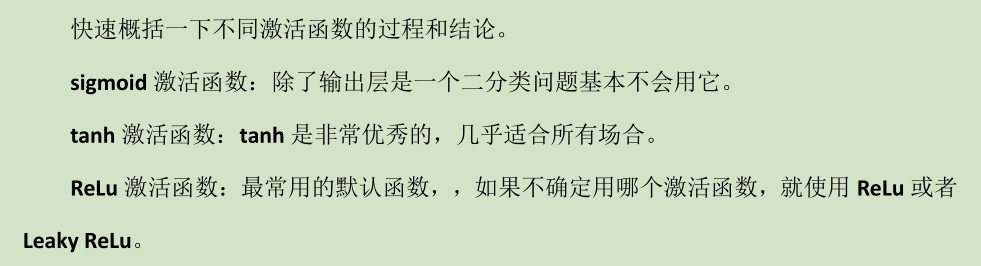 快速概括一下不同激活函数的过程和结论。
sigmoid 激活函数：除了输出层是一个二分类问题基本不会用它。
tanh 激活函数：tanh 是非常优秀的，几乎适合所有场合。
ReLu 激活函数：最常用的默认函数，，如果不确定用哪个激活函数，就使用 ReLu 或者
Leaky ReLu。